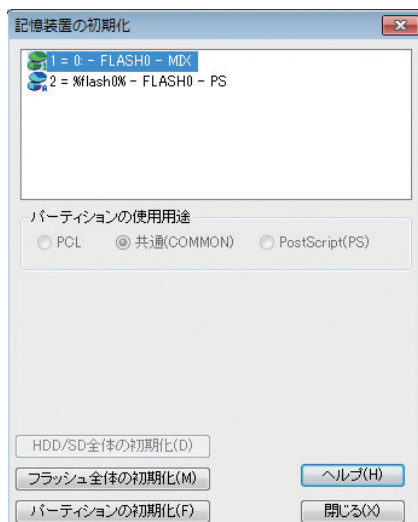 記憶装置の初期化
1 = 0: - FLASH0 - MIX
2 = %flash0% - FLASH0 - PS
パーティションの使用用途
PCL 共通(COMMON) PostScript(PS)
HDD/SD全体の初期化(D)
フラッシュ全体の初期化(M) ヘルプ(H)
パーティションの初期化(F) 閉じる(X)